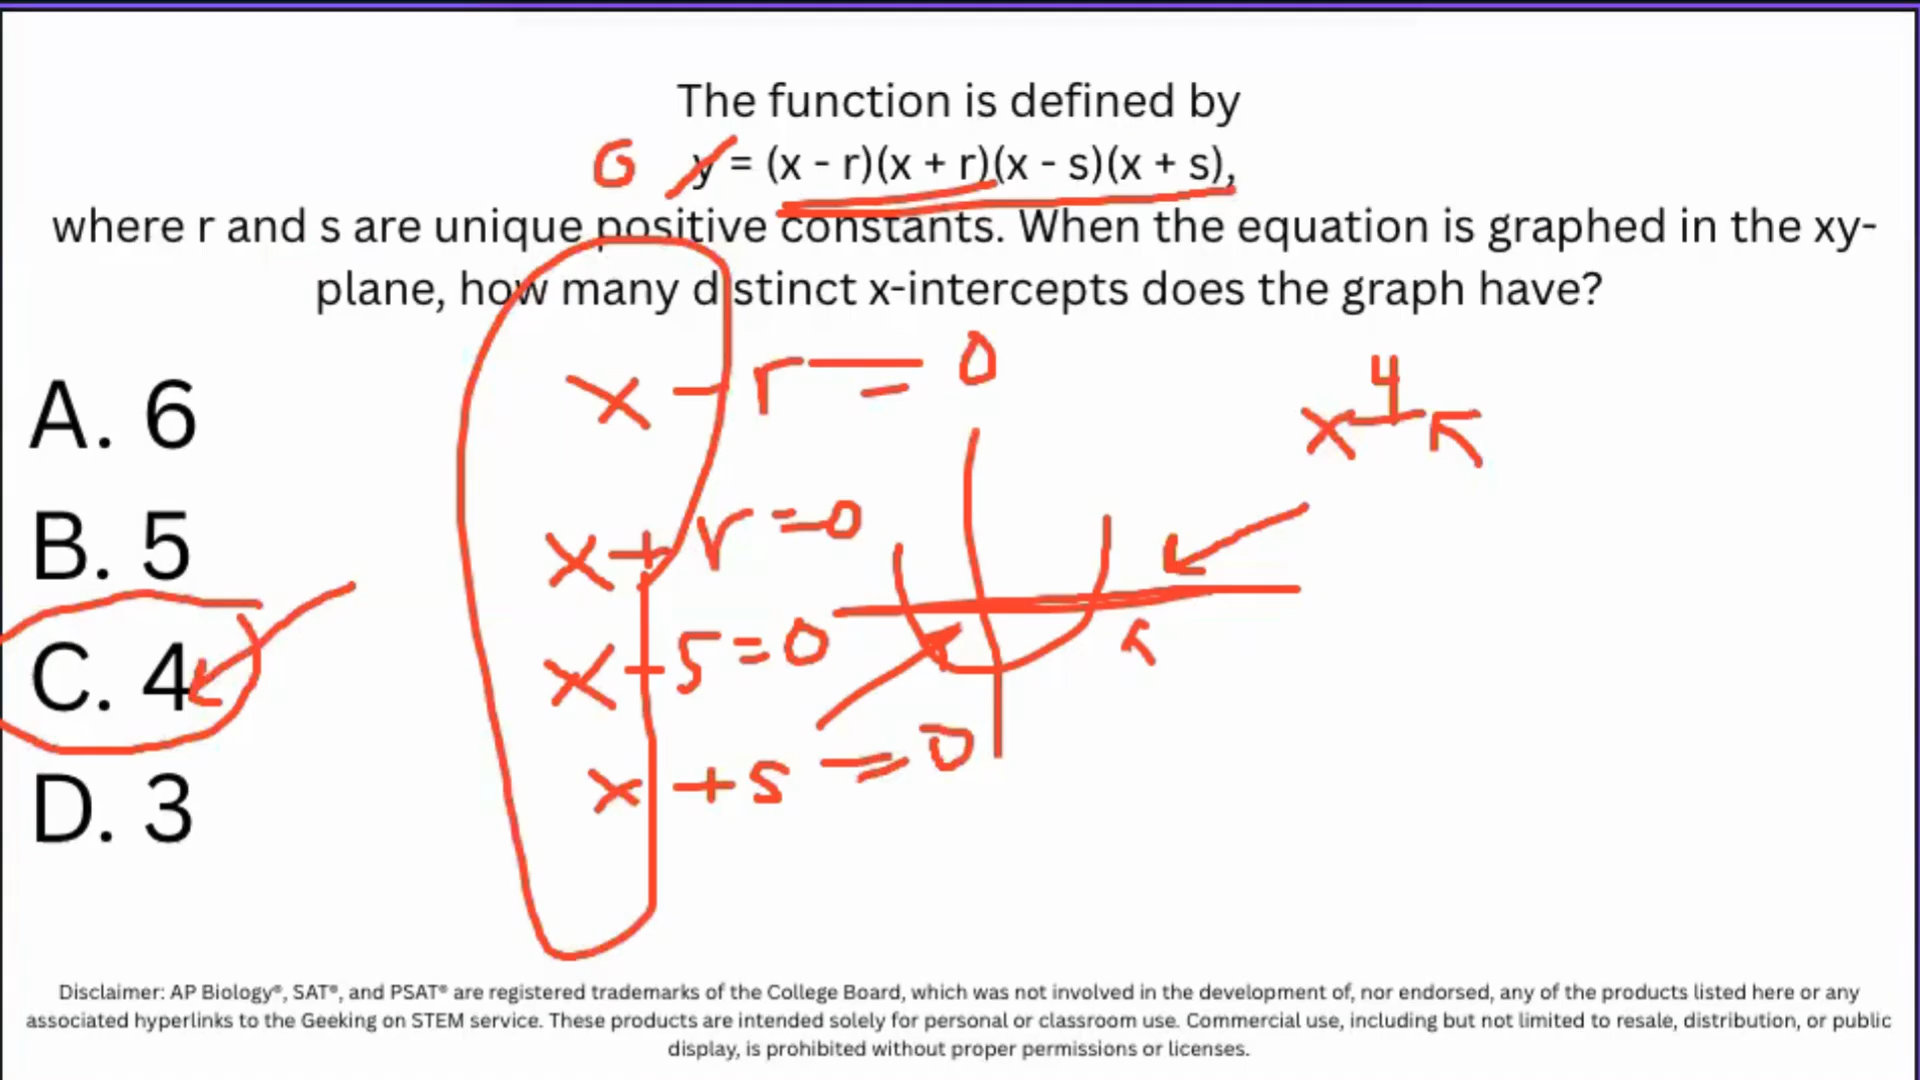 The function is defined by
0 y = (x - r)(x + r)(x - s)(x + s),
where r and s are unique positive constants. When the equation is graphed in the xy-
plane, how many distinct x-intercepts does the graph have?
x - r = 0
x⁴
A. 6
x + r = 0
B. 5
x - s = 0
C. 4
x + s = 0
D. 3
Disclaimer: AP Biology®, SAT®, and PSAT® are registered trademarks of the College Board, which was not involved in the development of, nor endorsed, any of the products listed here or any
associated hyperlinks to the Geeking on STEM service. These products are intended solely for personal or classroom use. Commercial use, including but not limited to resale, distribution, or public
display, is prohibited without proper permissions or licenses.